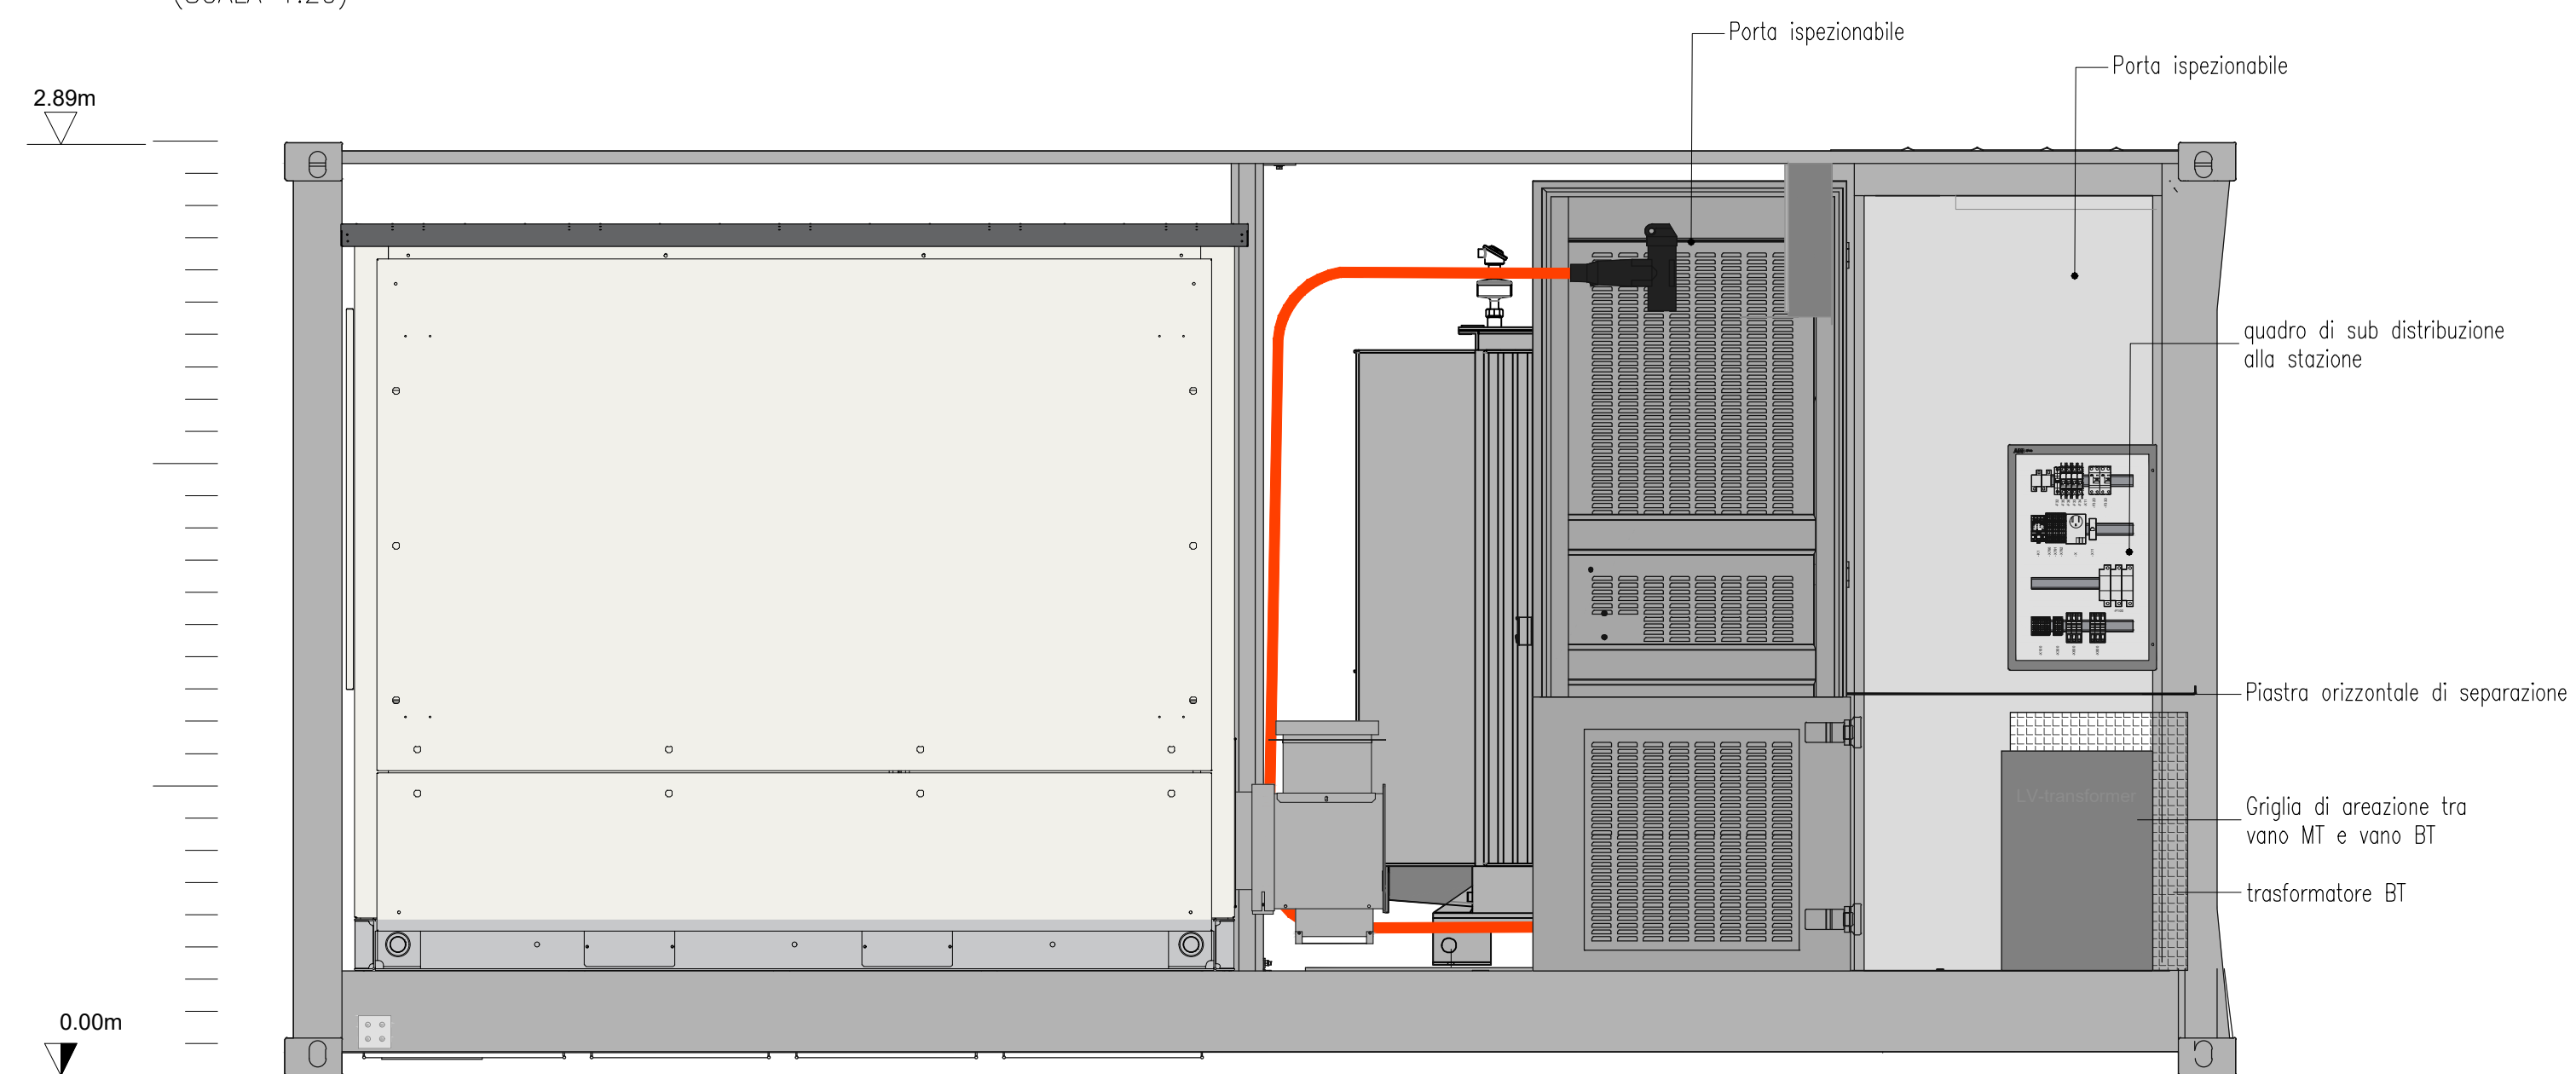 Porta ispezionabile
Porta ispezionabile
2.89m
quadro di sub distribuzione
alla stazione
Piastra orizzontale di separazione
LV-transformer
Griglia di areazione tra
vano MT e vano BT
trasformatore BT
0.00m